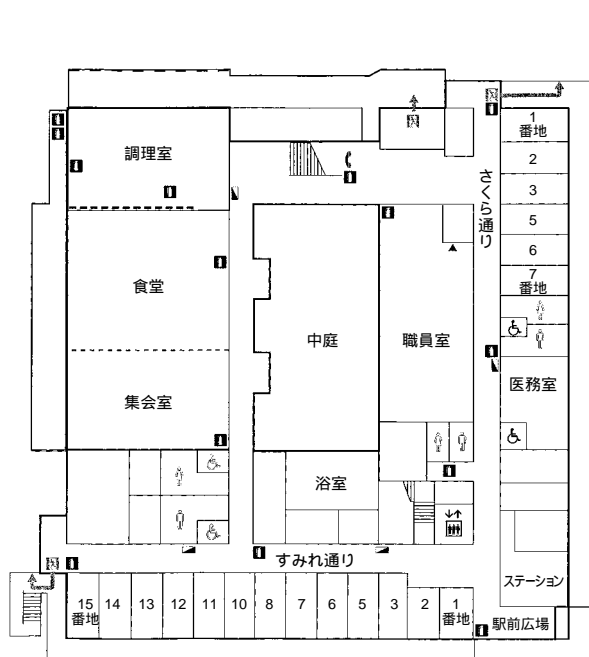 調理室
さくら通り
1
番地
2
3
5
6
7
番地
食堂
中庭
職員室
医務室
集会室
浴室
すみれ通り
ステーション
15
番地
14
13
12
11
10
8
7
6
5
3
2
1
番地
駅前広場